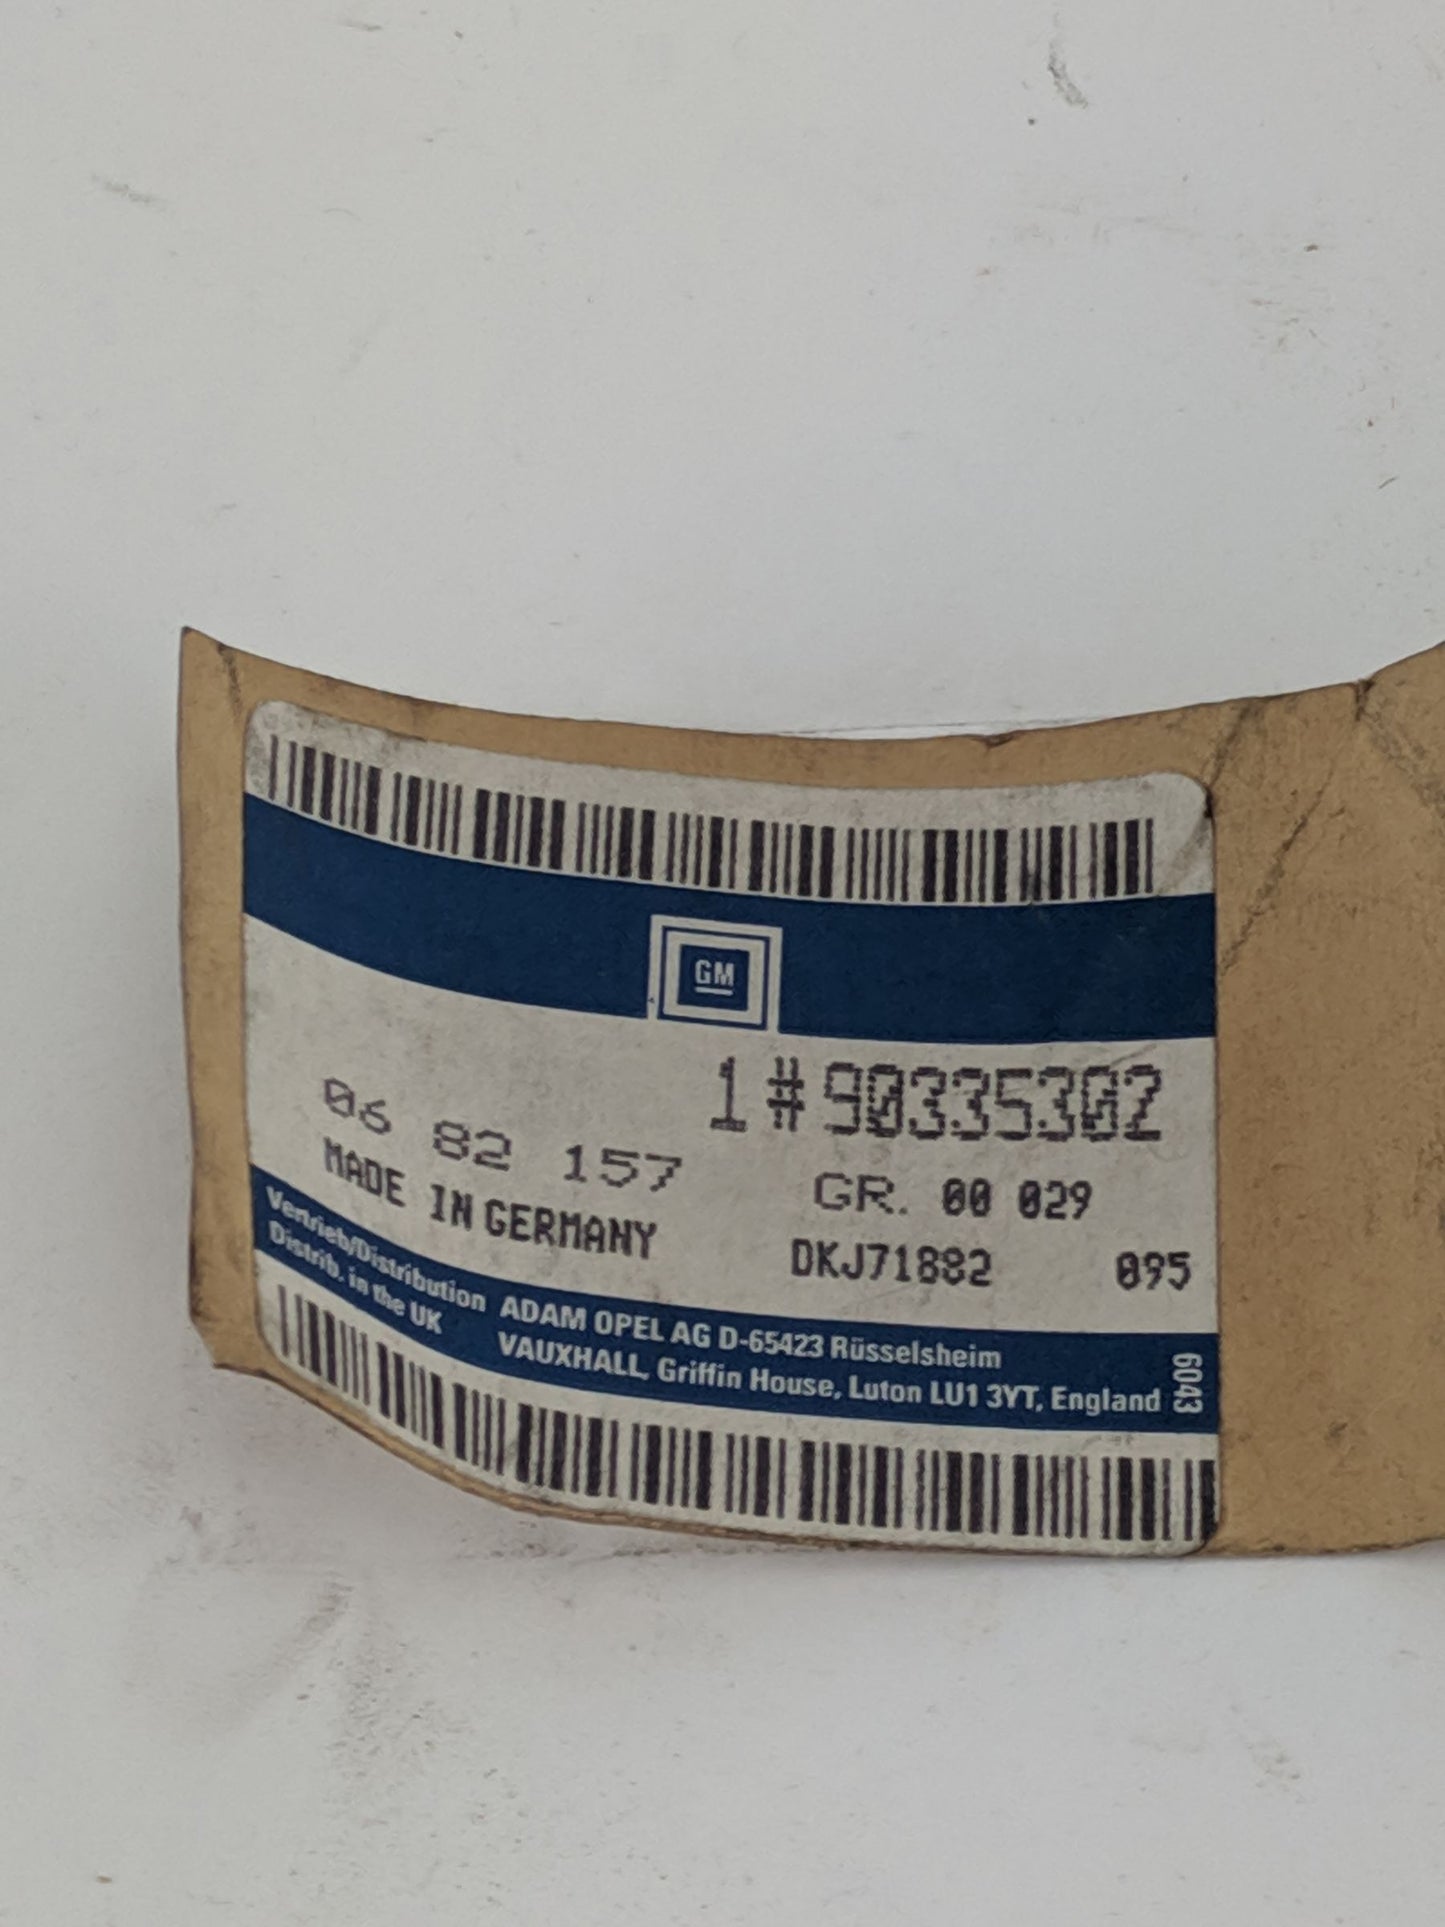 GM
1#90335302
06 82 157
GR. 00 029
MADE IN GERMANY
DKJ71882 095
Vertrieb/Distribution ADAM OPEL AG D-65423 Rüsselsheim
Distrib. in the UK VAUXHALL, Griffin House, Luton LU1 3YT, England
6043